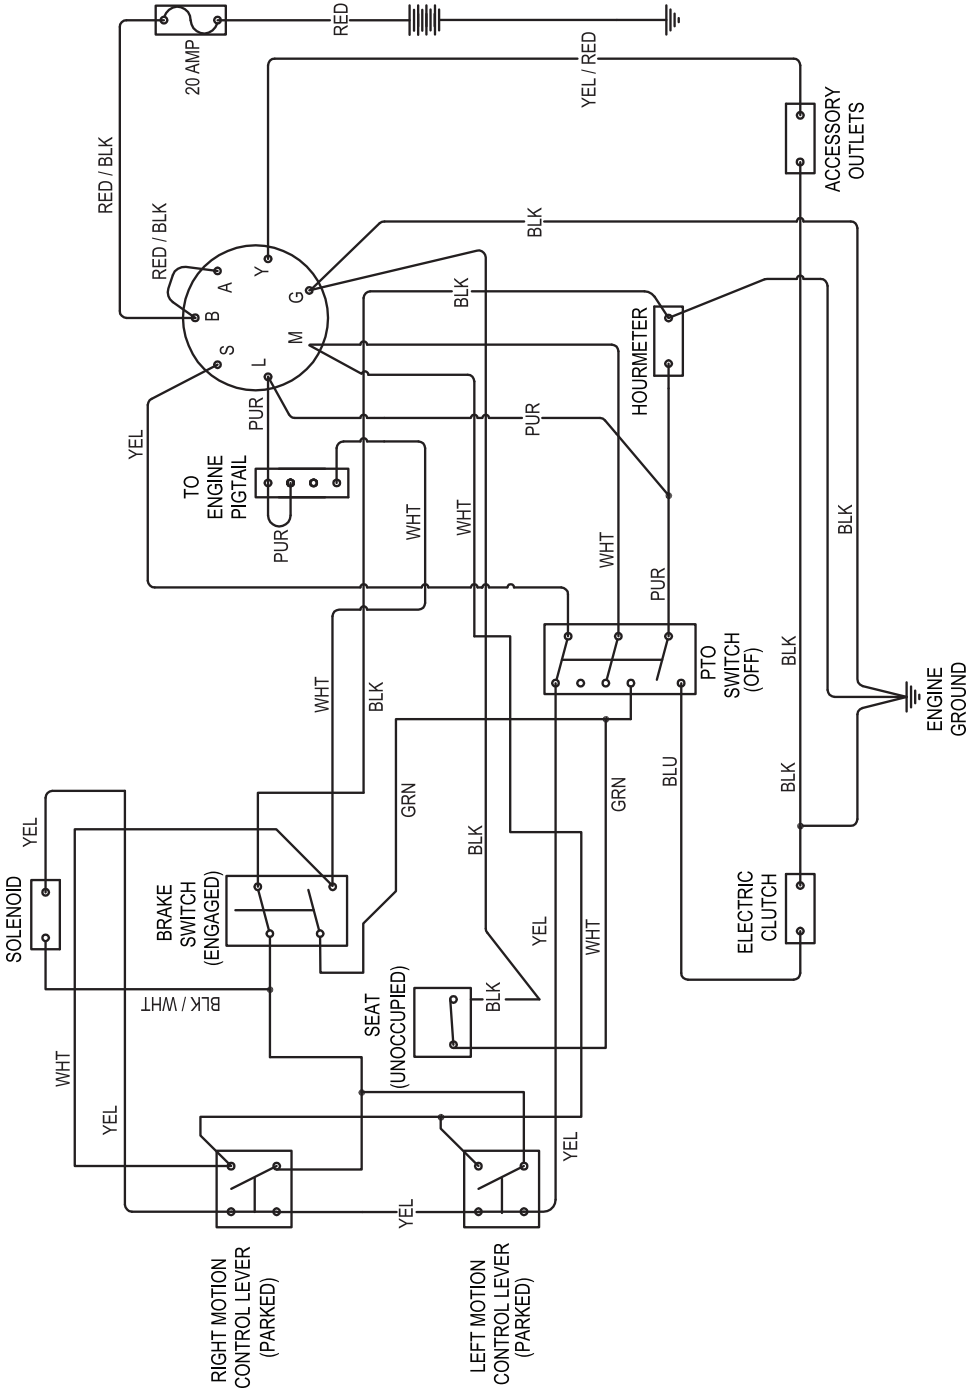 RED
20 AMP
YEL / RED
RED / BLK
ACCESSORY
OUTLETS
RED / BLK
BLK
A
Y
B
G
BLK
S
M
L
HOURMETER
PUR
PUR
YEL
TO
ENGINE
PIGTAIL
WHT
WHT
BLK
PUR
WHT
PUR
PTO
SWITCH
(OFF)
BLK
WHT
BLK
ENGINE
GROUND
BLU
BLK
GRN
GRN
YEL
BLK
SOLENOID
BRAKE
SWITCH
(ENGAGED)
ELECTRIC
CLUTCH
YEL
WHT
BLK / WHT
SEAT
(UNOCCUPIED)
BLK
WHT
YEL
YEL
YEL
RIGHT MOTION
CONTROL LEVER
(PARKED)
LEFT MOTION
CONTROL LEVER
(PARKED)